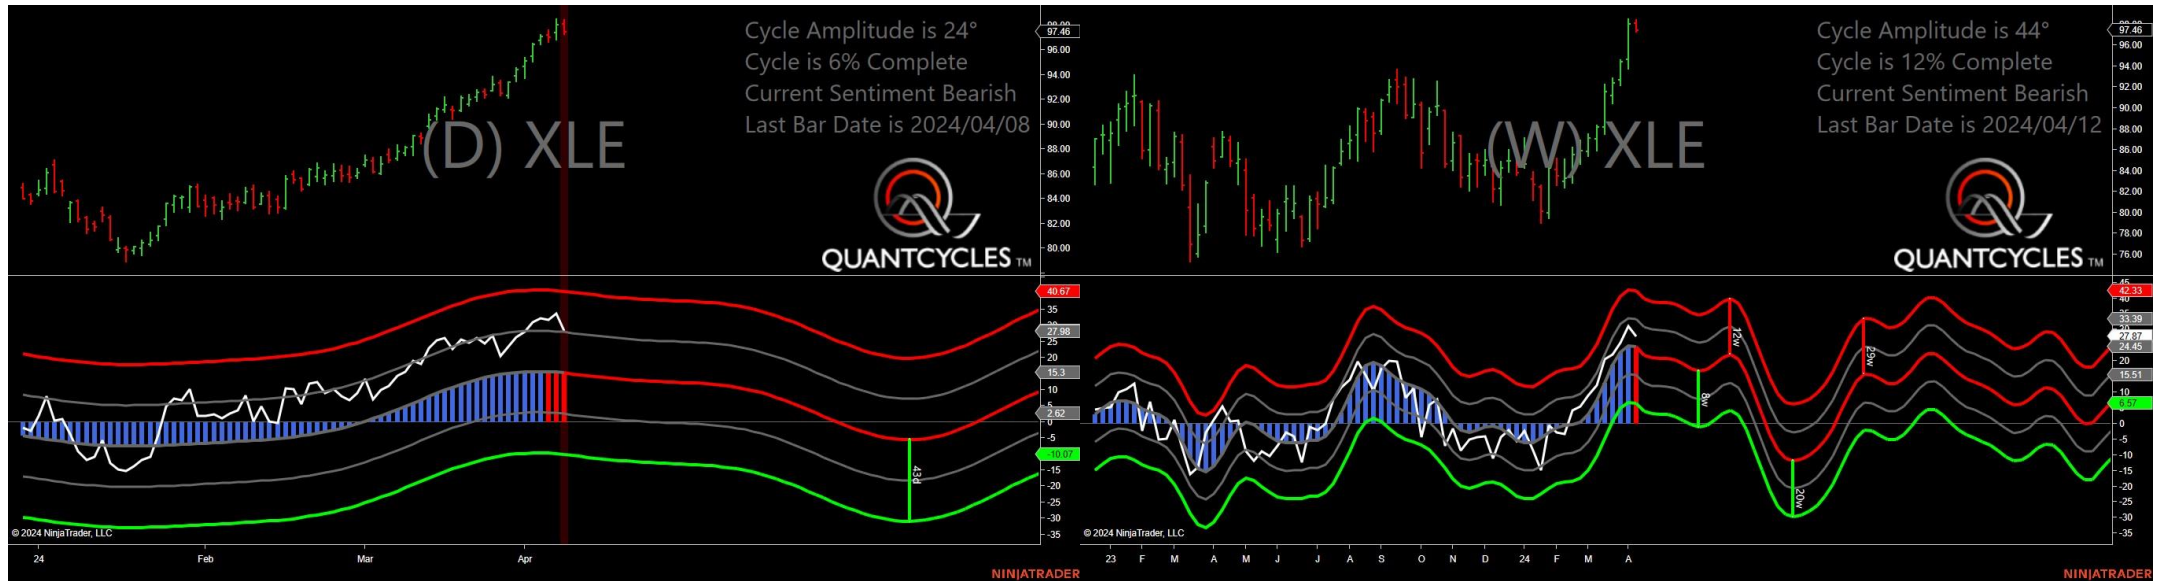 Cycle Amplitude is 24°
Cycle is 6% Complete
Current Sentiment Bearish
Last Bar Date is 2024/04/08
(D) XLE
QUANTCYCLES TM
97.46
96.00
94.00
92.00
90.00
88.00
86.00
84.00
82.00
80.00
40.67
35
27.98
25
20
15.3
10
5
2.62
0
-5
-10.07
-15
-20
-25
-30
-35
43d
© 2024 NinjaTrader, LLC
24 Feb Mar Apr
NINJATRADER
Cycle Amplitude is 44°
Cycle is 12% Complete
Current Sentiment Bearish
Last Bar Date is 2024/04/12
(W) XLE
QUANTCYCLES TM
97.46
96.00
94.00
92.00
90.00
88.00
86.00
84.00
82.00
80.00
78.00
76.00
45
42.33
40
33.39
27.87
24.45
20
15.51
10
6.57
0
-5
-10
-15
-20
-25
-30
-35
12w
29w
8w
20w
© 2024 NinjaTrader, LLC
23 F M A M J J A S O N D 24 F M A
NINJATRADER